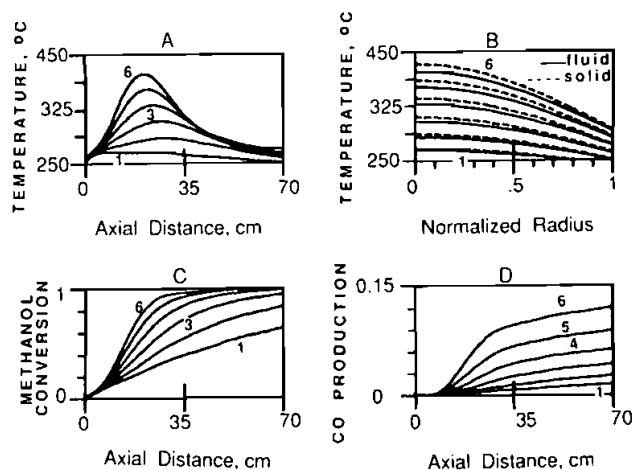 A
TEMPERATURE, °C
450
325
250
6
3
1
0
35
70
Axial Distance, cm
B
TEMPERATURE, °C
450
325
250
6
fluid
solid
1
0
.5
1
Normalized Radius
C
METHANOL
CONVERSION
1
0
6
3
1
0
35
70
Axial Distance, cm
D
CO PRODUCTION
0.15
0
6
5
4
1
0
35
70
Axial Distance, cm